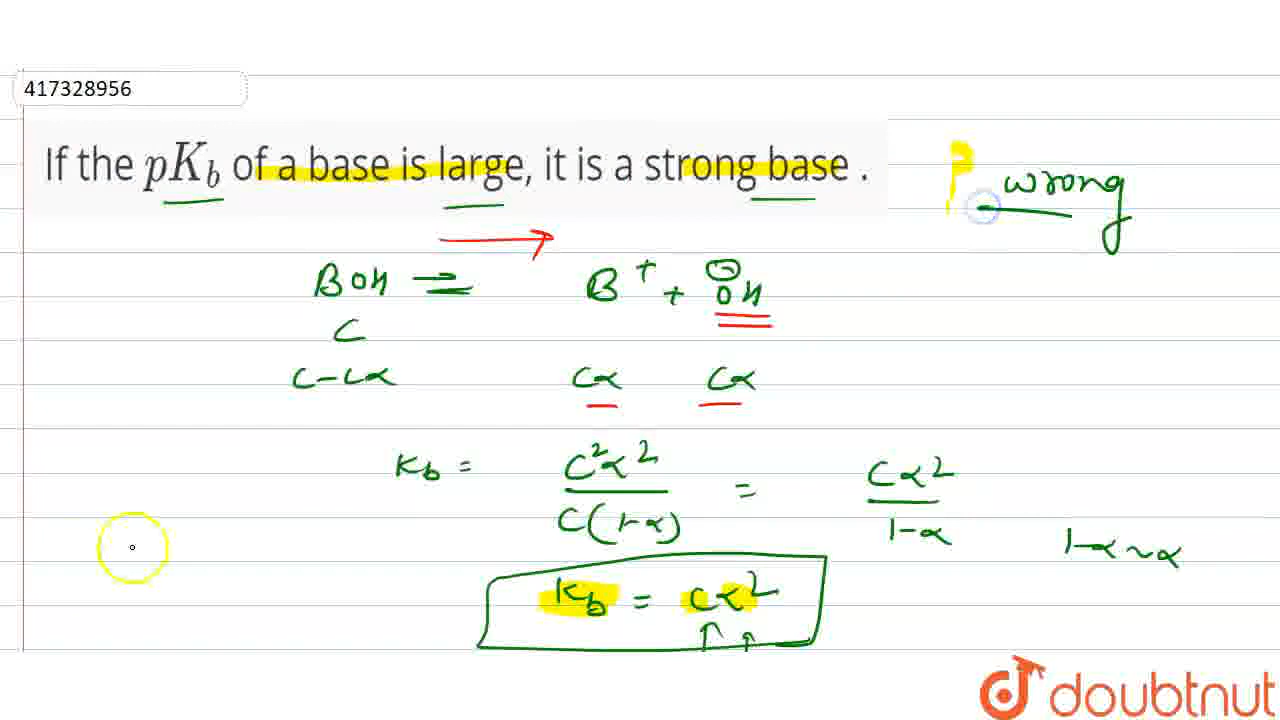 417328956
If the pK_b of a base is large, it is a strong base .
wrong
BOH ⇌ B⁺ + OH⊖
C
C-Cα Cα Cα
K_b = C²α² / C(1-α) = Cα² / 1-α
1-α~α
K_b = Cα²
↑ ↑
doubtnut